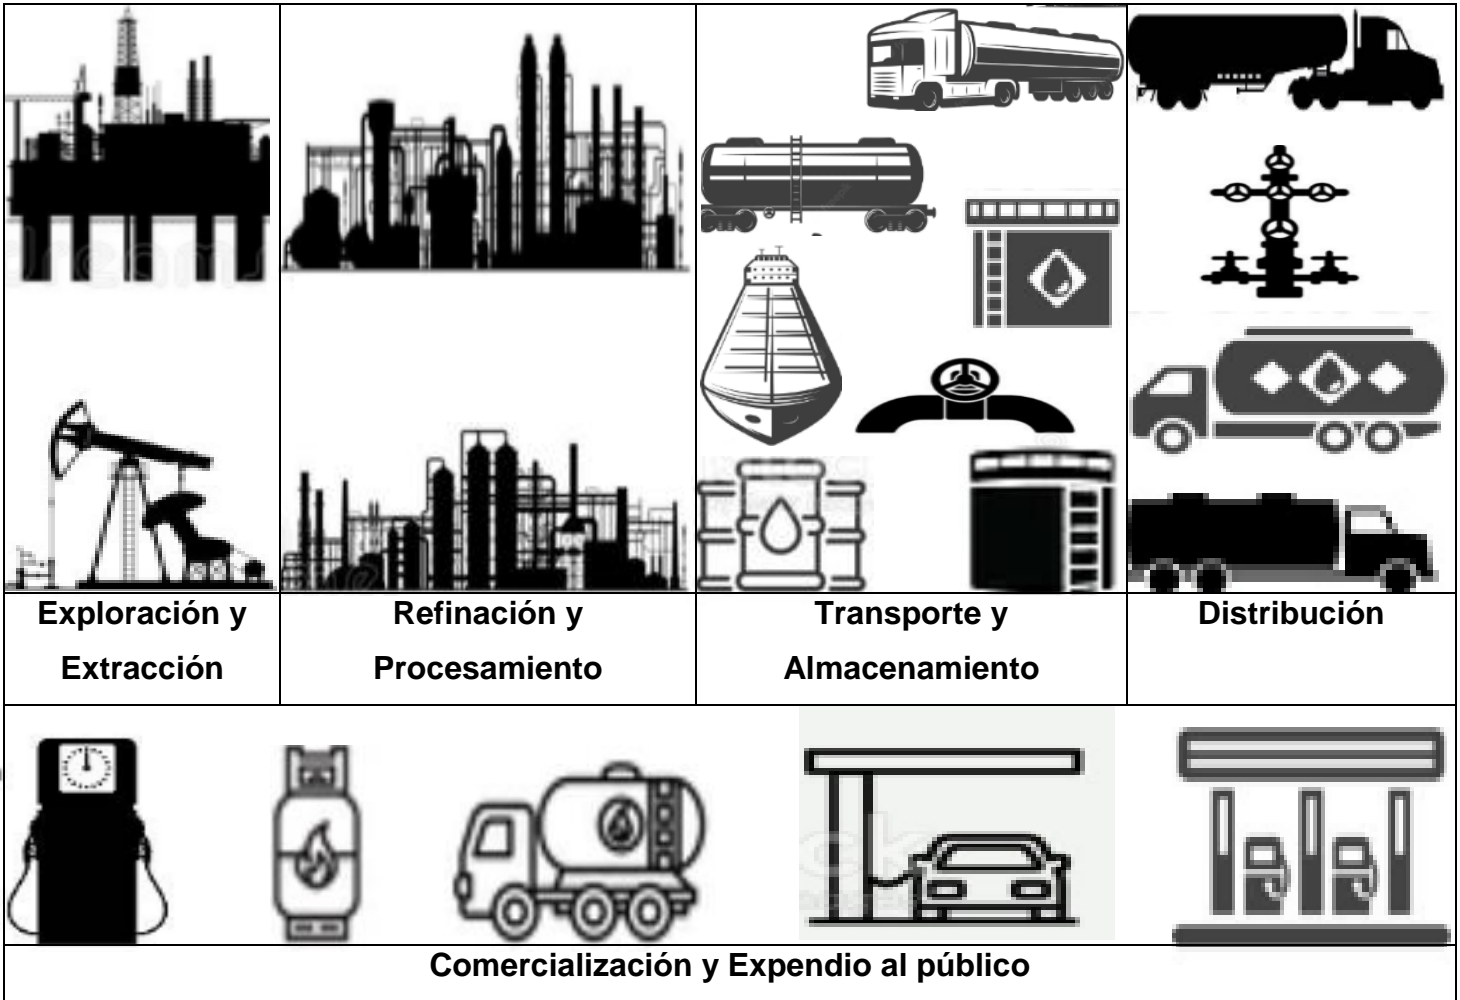 Exploración y
Extracción
Refinación y
Procesamiento
Transporte y
Almacenamiento
Distribución
Comercialización y Expendio al público